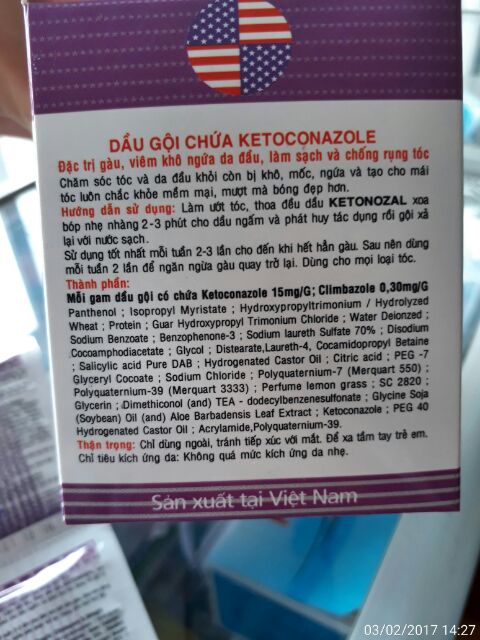 DẦU GỘI CHỨA KETOCONAZOLE
Đặc trị gàu, viêm khô ngứa da đầu, làm sạch và chống rụng tóc
Chăm sóc tóc và da đầu khỏi còn bị khô, mốc, ngứa và tạo cho mái
tóc luôn chắc khỏe mềm mại, mượt mà bóng đẹp hơn.
Hướng dẫn sử dụng: Làm ướt tóc, thoa đều dầu KETONOZAL xoa
bóp nhẹ nhàng 2-3 phút cho dầu ngấm và phát huy tác dụng rồi gội xả
lại với nước sạch.
Sử dụng tốt nhất mỗi tuần 2-3 lần cho đến khi hết hẳn gàu. Sau nên dùng
mỗi tuần 2 lần để ngăn ngừa gàu quay trở lại. Dùng cho mọi loại tóc.
Thành phần:
Mỗi gam dầu gội có chứa Ketoconazole 15mg/G; Climbazole 0,30mg/G
Panthenol ; Isopropyl Myristate ; Hydroxypropyltrimonium / Hydrolyzed
Wheat ; Protein ; Guar Hydroxypropyl Trimonium Chloride ; Water Deionzed ;
Sodium Benzoate ; Benzophenone-3 ; Sodium laureth Sulfate 70% ; Disodium
Cocoamphodiacetate ; Glycol ; Distearate,Laureth-4, Cocamidopropyl Betaine
; Salicylic acid Pure DAB ; Hydrogenated Castor Oil ; Citric acid ; PEG -7
Glyceryl Cocoate ; Sodium Chloride ; Polyquaternium-7 (Merquart 550) ;
Polyquaternium-39 (Merquart 3333) ; Perfume lemon grass ; SC 2820 ;
Glycerin ; Dimethiconol (and) TEA - dodecylbenzenesulfonate ; Glycine Soja
(Soybean) Oil (and) Aloe Barbadensis Leaf Extract ; Ketoconazole ; PEG 40
Hydrogenated Castor Oil ; Acrylamide,Polyquaternium-39.
Thận trọng: Chỉ dùng ngoài, tránh tiếp xúc với mắt. Để xa tầm tay trẻ em.
Chỉ tiêu kích ứng da: Không quá mức kích ứng da nhẹ.
Sản xuất tại Việt Nam
03/02/2017 14:27